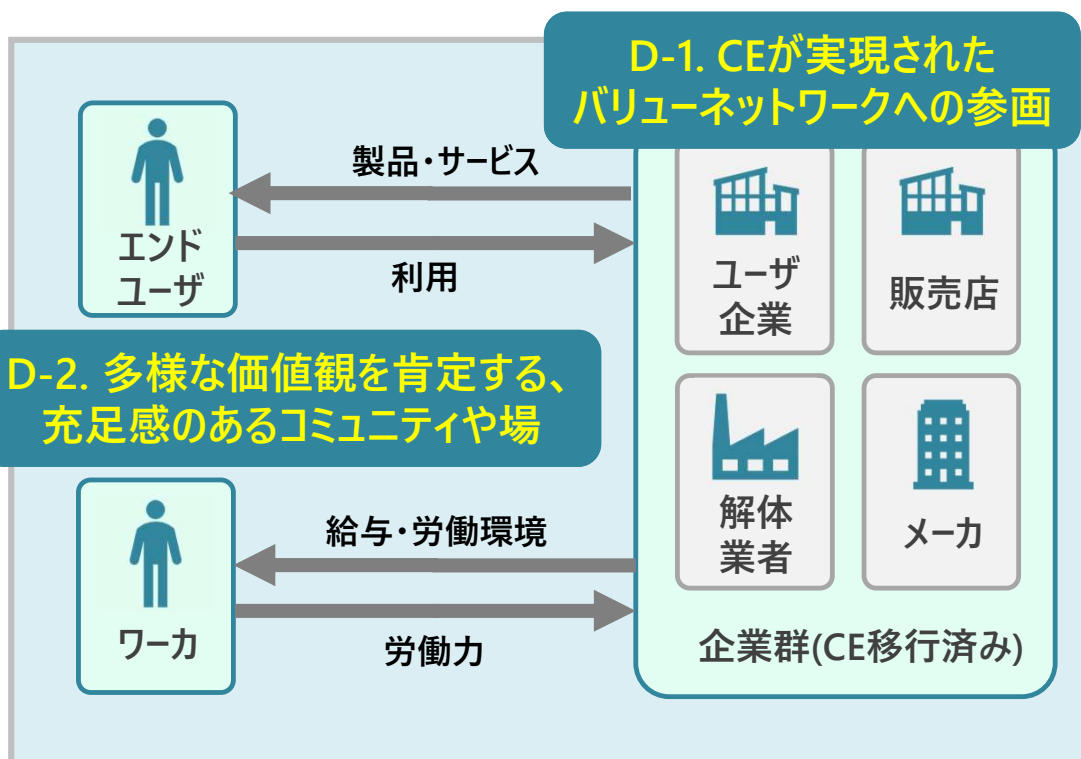 D-1. CEが実現された
バリューネットワークへの参画
製品・サービス
エンド
ユーザ
利用
ユーザ
企業
販売店
D-2. 多様な価値観を肯定する、
充足感のあるコミュニティや場
給与・労働環境
ワーカ
労働力
解体
業者
メーカ
企業群(CE移行済み)